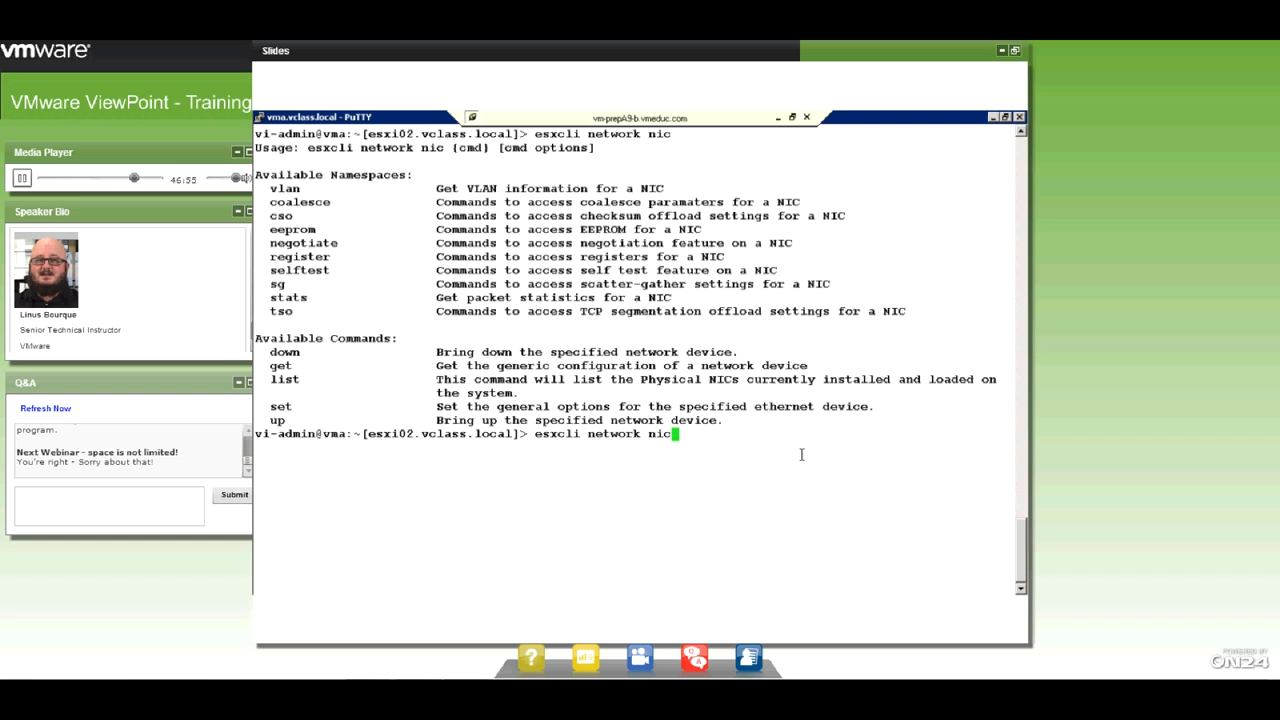 vmware®
Slides
VMware ViewPoint - Training
Media Player
46:55
Speaker Bio
Linus Bourque
Senior Technical Instructor
VMware
Q&A
Refresh Now
program.
Next Webinar - space is not limited!
You're right - Sorry about that!
Submit
vma.vclass.local - PuTTY
vm-prepA9-b.vmeduc.com
vi-admin@vma:~[esxi02.vclass.local]> esxcli network nic
Usage: esxcli network nic {cmd} [cmd options]
Available Namespaces:
vlan Get VLAN information for a NIC
coalesce Commands to access coalesce paramaters for a NIC
cso Commands to access checksum offload settings for a NIC
eeprom Commands to access EEPROM for a NIC
negotiate Commands to access negotiation feature on a NIC
register Commands to access registers for a NIC
selftest Commands to access self test feature on a NIC
sg Commands to access scatter-gather settings for a NIC
stats Get packet statistics for a NIC
tso Commands to access TCP segmentation offload settings for a NIC
Available Commands:
down Bring down the specified network device.
get Get the generic configuration of a network device
list This command will list the Physical NICs currently installed and loaded on
the system.
set Set the general options for the specified ethernet device.
up Bring up the specified network device.
vi-admin@vma:~[esxi02.vclass.local]> esxcli network nic
POWERED BY
ON24